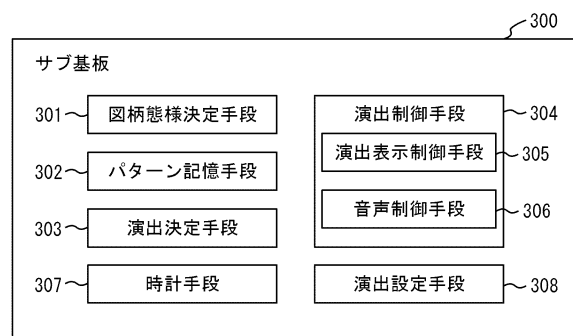 300
サブ基板
301 図柄態様決定手段
302 パターン記憶手段
303 演出決定手段
307 時計手段
演出制御手段 304
演出表示制御手段 305
音声制御手段 306
演出設定手段 308